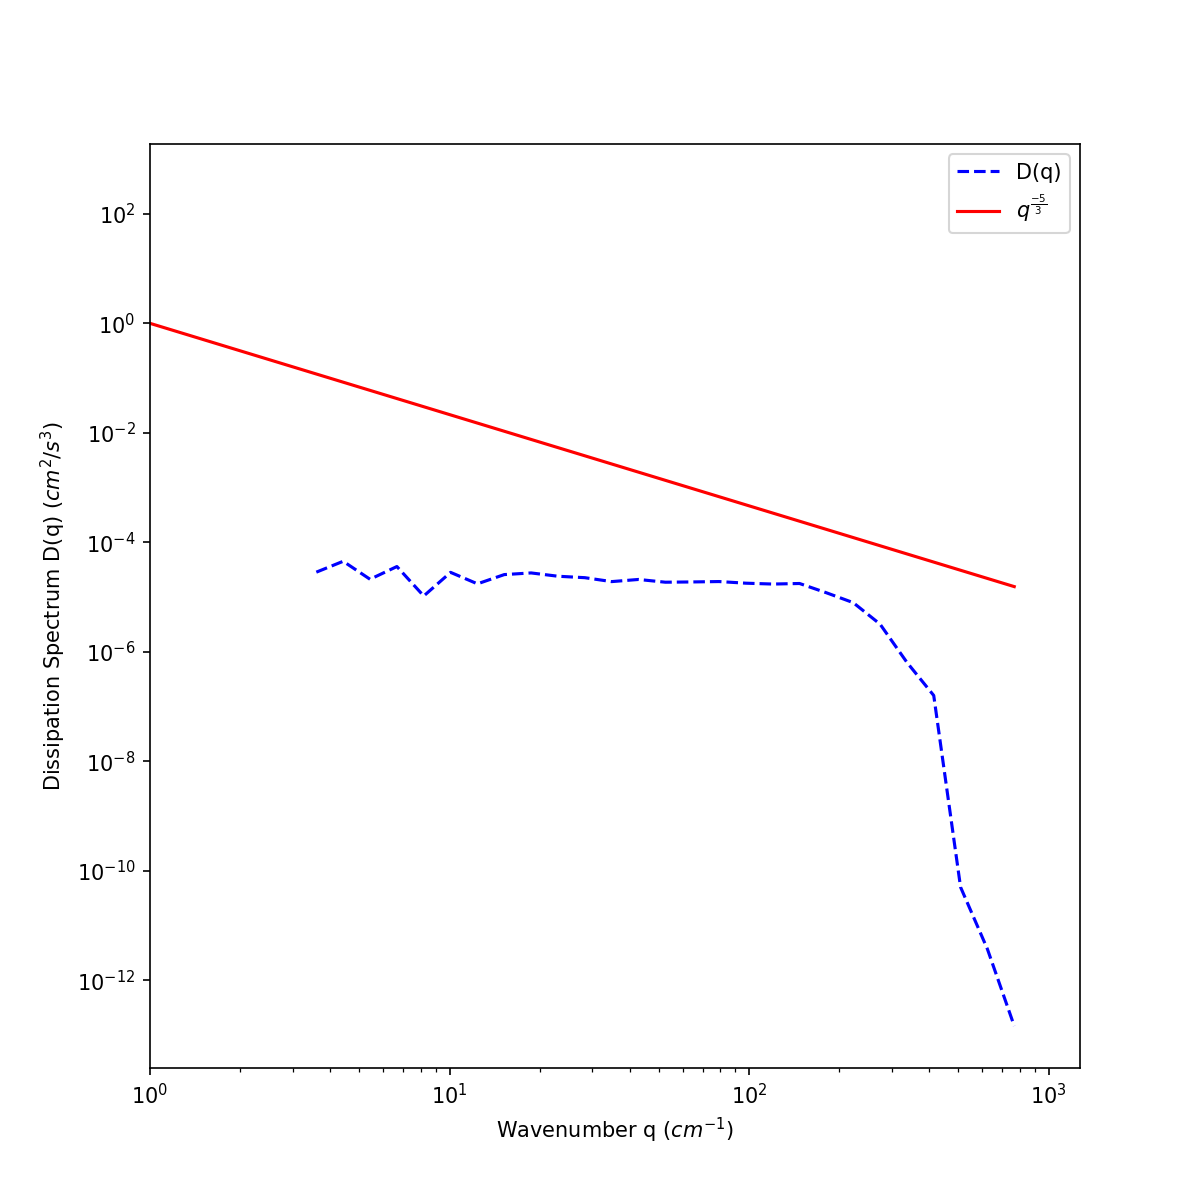 D(q)
q^{\frac{-5}{3}}
10^2
10^0
10^{-2}
10^{-4}
10^{-6}
10^{-8}
10^{-10}
10^{-12}
Dissipation Spectrum D(q) (cm^2/s^3)
10^0 10^1 10^2 10^3
Wavenumber q (cm^{-1})